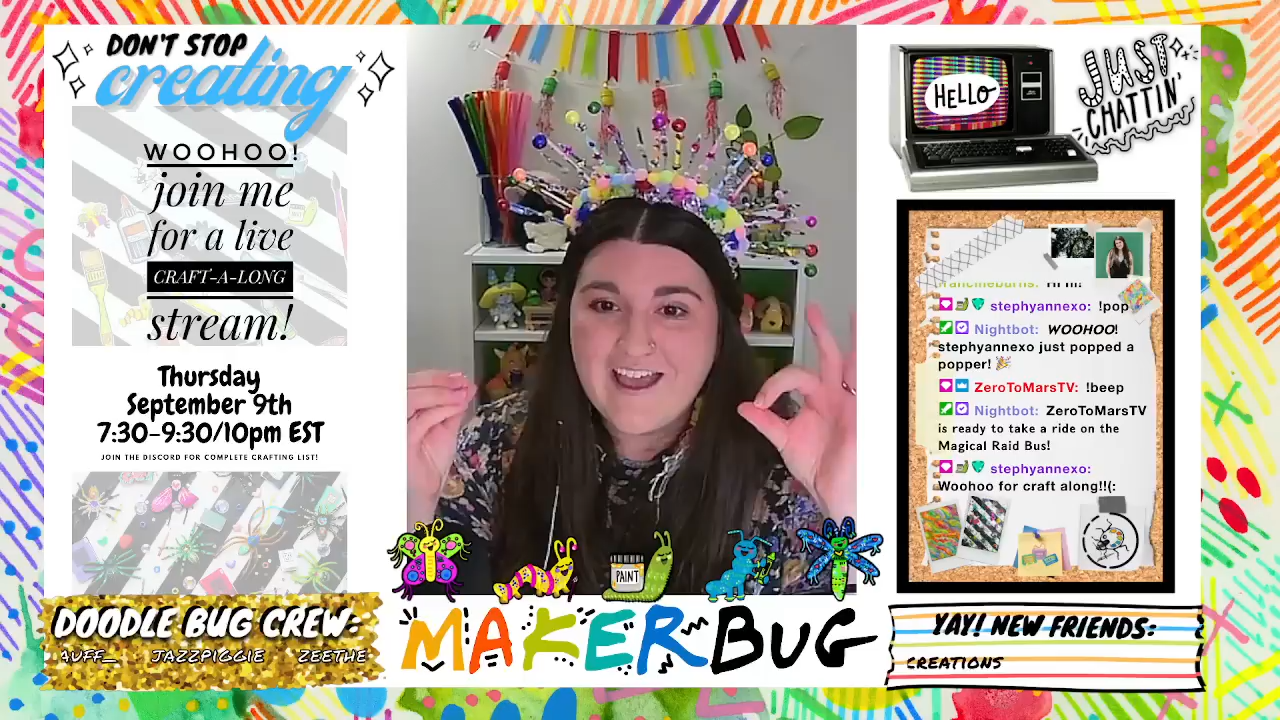 DON'T STOP
creating
WOOHOO!
join me
for a live
CRAFT-A-LONG
stream!
Thursday
September 9th
7:30-9:30/10pm EST
JOIN THE DISCORD FOR COMPLETE CRAFTING LIST!
DOODLE BUG CREW:
JAZZPIGGIE ZEETHE
PAINT
MAKERBUG
HELLO
JUST
CHATTIN'
stephyannexo: !pop
Nightbot: WOOHOO!
stephyannexo just popped a
popper! 🎉
ZeroToMarsTV: !beep
Nightbot: ZeroToMarsTV
is ready to take a ride on the
Magical Raid Bus!
stephyannexo:
Woohoo for craft along!!(:
YAY! NEW FRIENDS:
CREATIONS